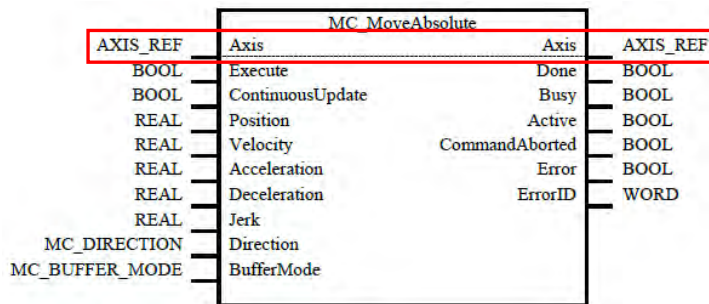 MC_MoveAbsolute
AXIS_REF Axis Axis AXIS_REF
BOOL Execute Done BOOL
BOOL ContinuousUpdate Busy BOOL
REAL Position Active BOOL
REAL Velocity CommandAborted BOOL
REAL Acceleration Error BOOL
REAL Deceleration ErrorID WORD
REAL Jerk
MC_DIRECTION Direction
MC_BUFFER_MODE BufferMode